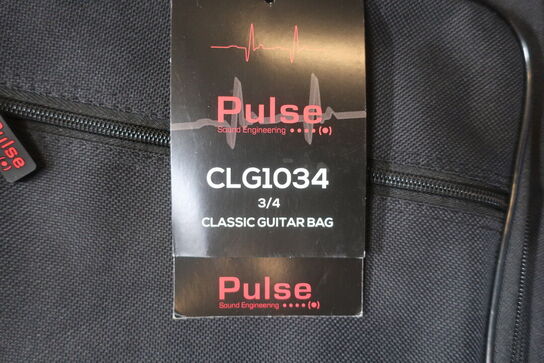 Pulse
Sound Engineering
CLG1034
3/4
CLASSIC GUITAR BAG
Pulse
Sound Engineering
Pulse